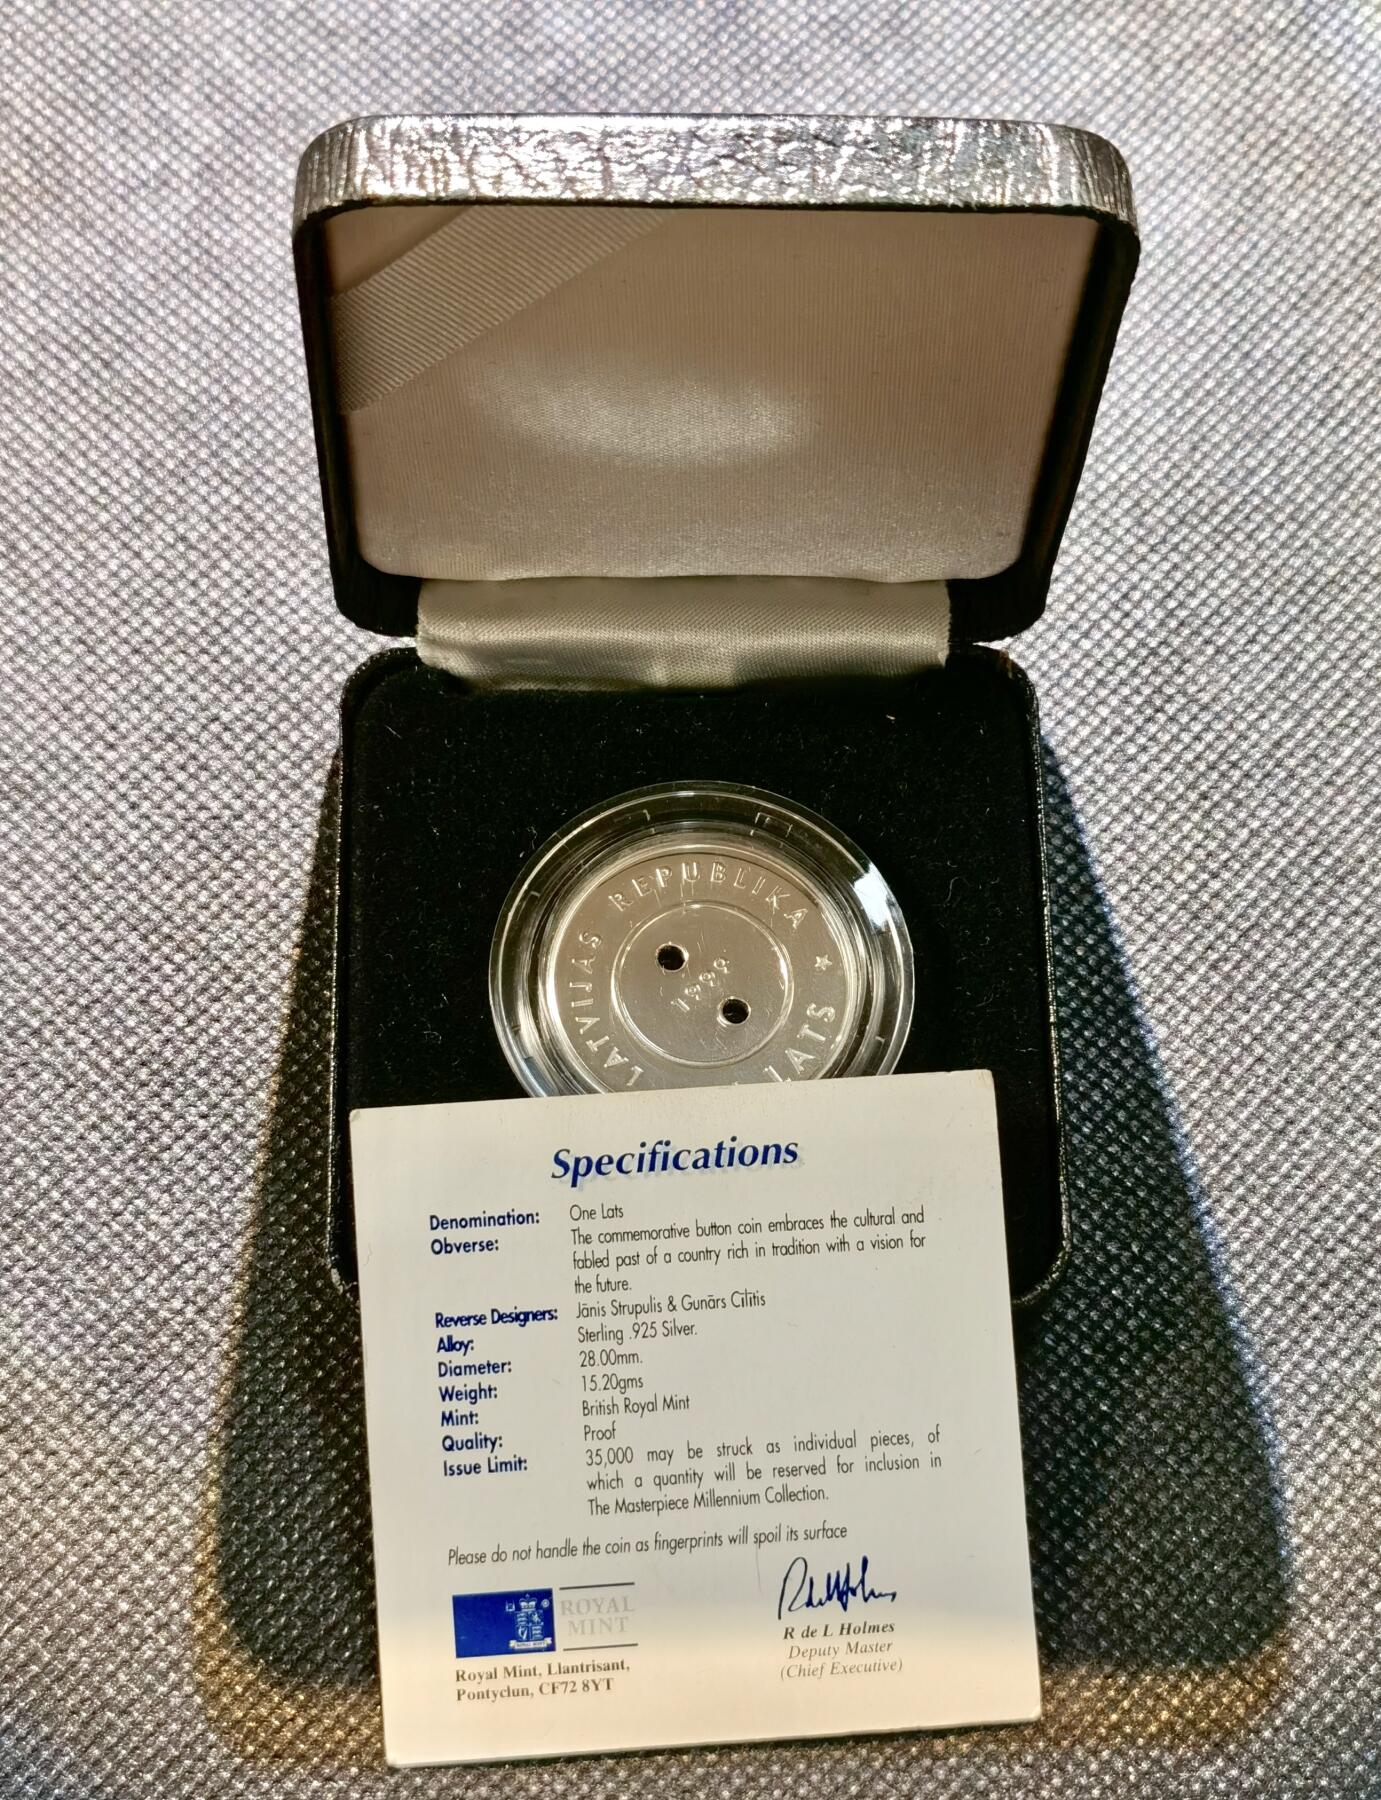 LATVIJAS REPUBLIKA ★
LATS
1999
Specifications
Denomination: One Lats
Obverse: The commemorative button coin embraces the cultural and
fabled past of a country rich in tradition with a vision for
the future.
Reverse Designers: Jānis Strupulis & Gunārs Cīlītis
Alloy: Sterling .925 Silver.
Diameter: 28.00mm.
Weight: 15.20gms
Mint: British Royal Mint
Quality: Proof
Issue Limit: 35,000 may be struck as individual pieces, of
which a quantity will be reserved for inclusion in
The Masterpiece Millennium Collection.
Please do not handle the coin as fingerprints will spoil its surface
ROYAL
MINT
Royal Mint, Llantrisant,
Pontyclun, CF72 8YT
R de L Holmes
Deputy Master
(Chief Executive)